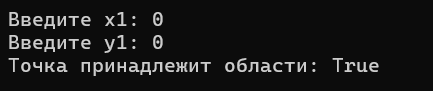 Введите x1: 0
Введите y1: 0
Точка принадлежит области: True